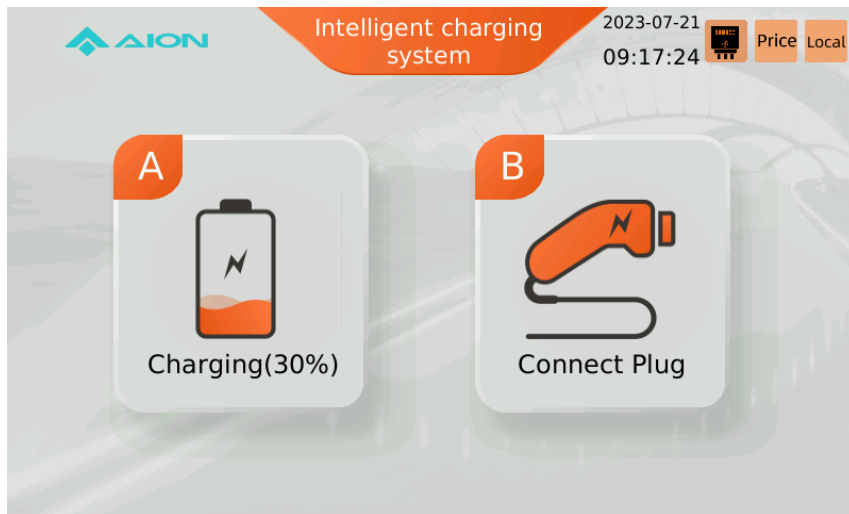 AION
Intelligent charging
system
2023-07-21
09:17:24
Price
Local
A
Charging(30%)
B
Connect Plug